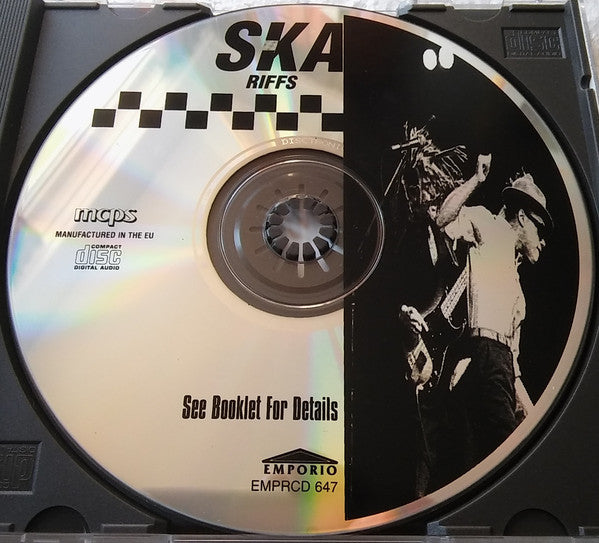 SKA
RIFFS
mcps
MANUFACTURED IN THE EU
COMPACT
disc
DIGITAL AUDIO
See Booklet For Details
EMPORIO
EMPRCD 647